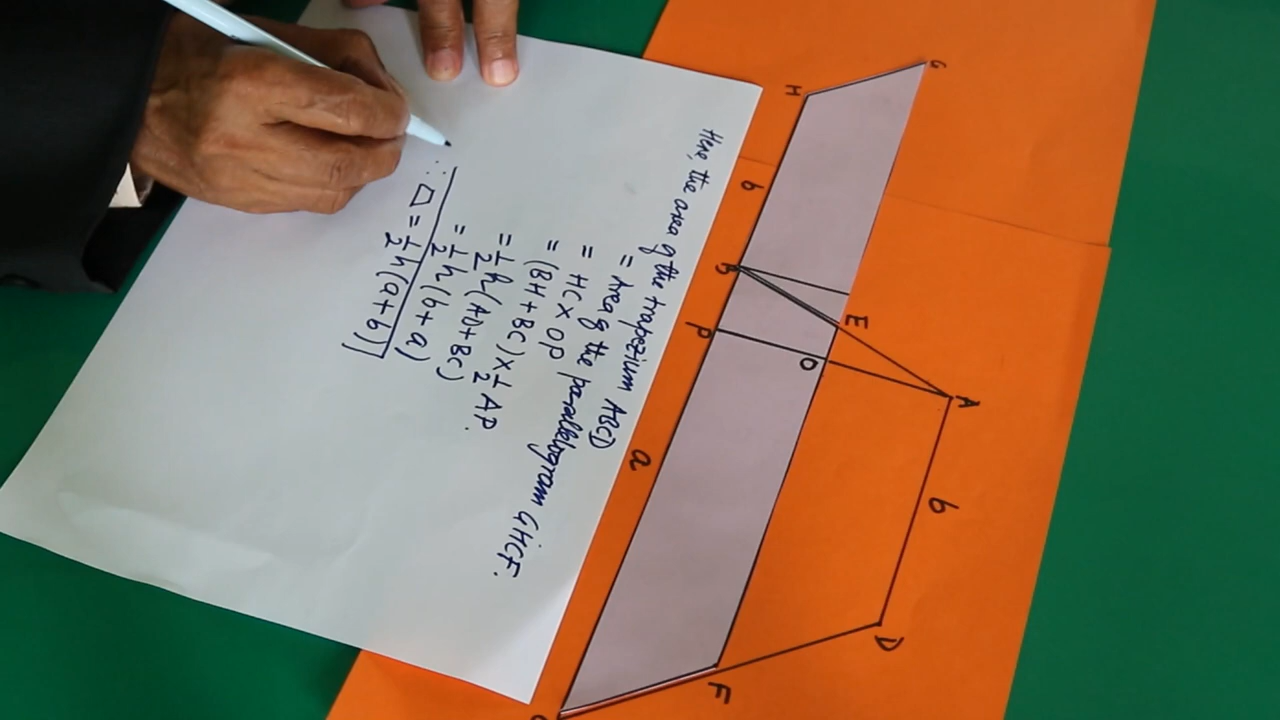 Here, the area of the trapezium ABCD
= Area of the parallelogram GHCF.
= HC × OP
= (BH + BC) × 1/2 AP.
= 1/2 h (AD + BC)
= 1/2 h (b + a)
∴ ▱ = 1/2 h (a + b)
G
H
b
B
E
P
O
A
a
b
D
F
C